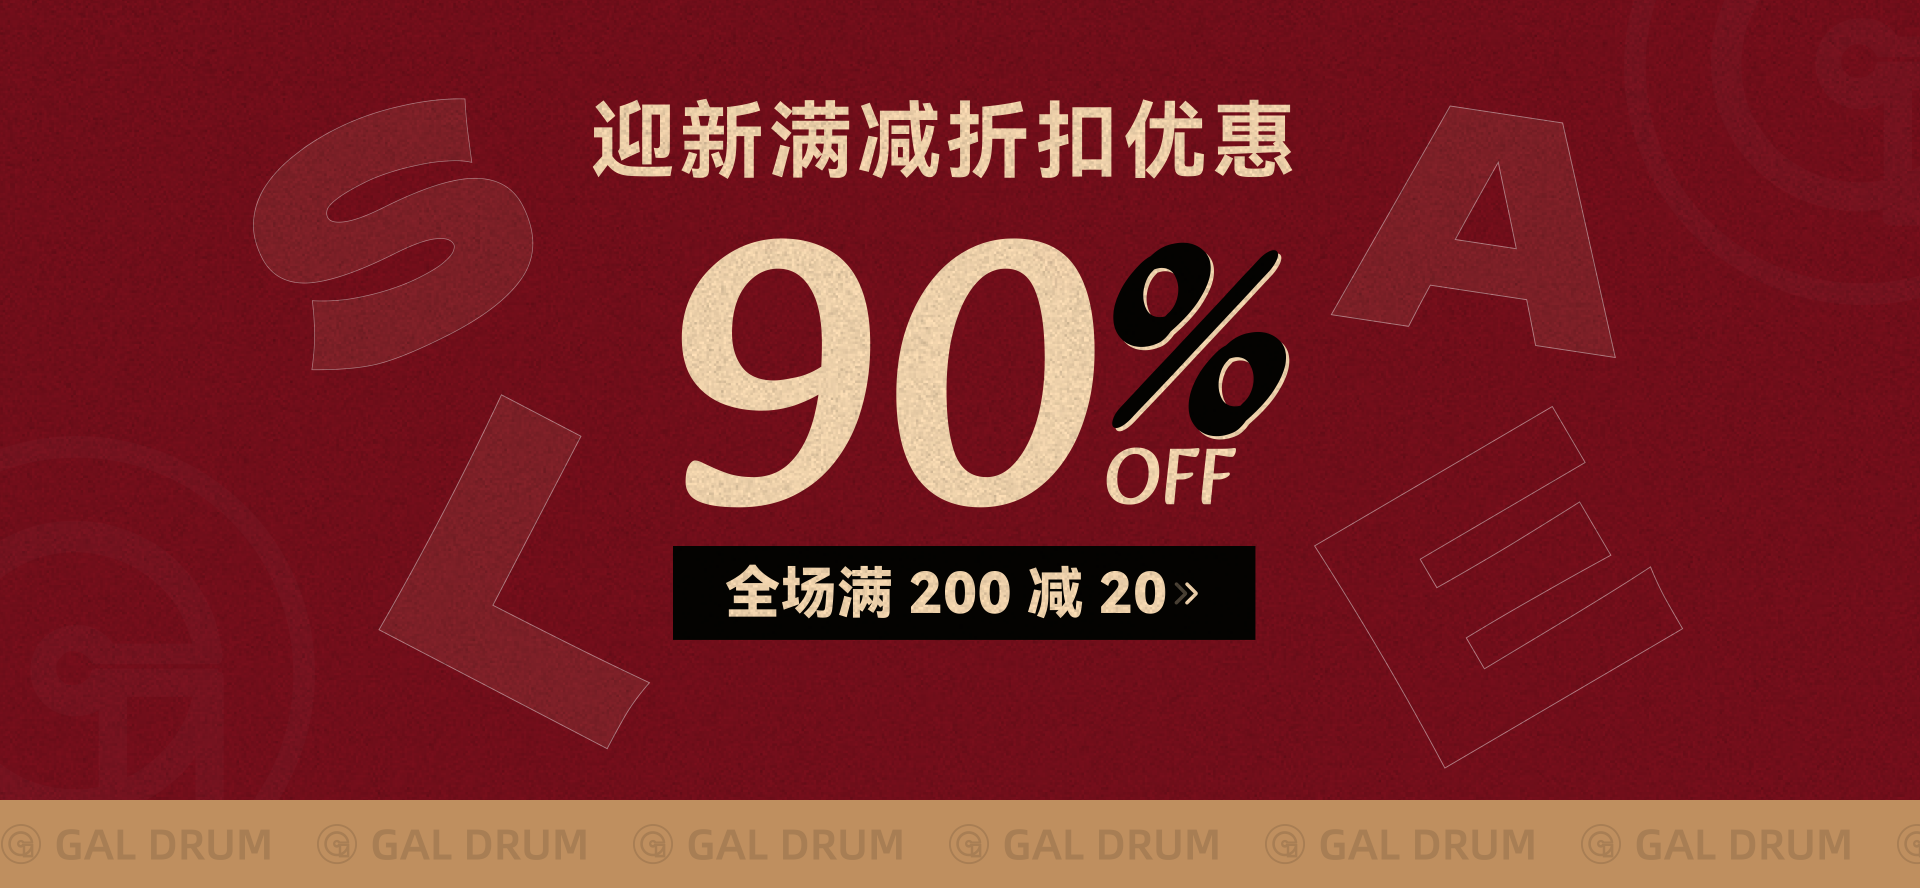 迎新满减折扣优惠
SALE
90%
OFF
全场满 200 减 20
GAL DRUM GAL DRUM GAL DRUM GAL DRUM GAL DRUM GAL DRUM